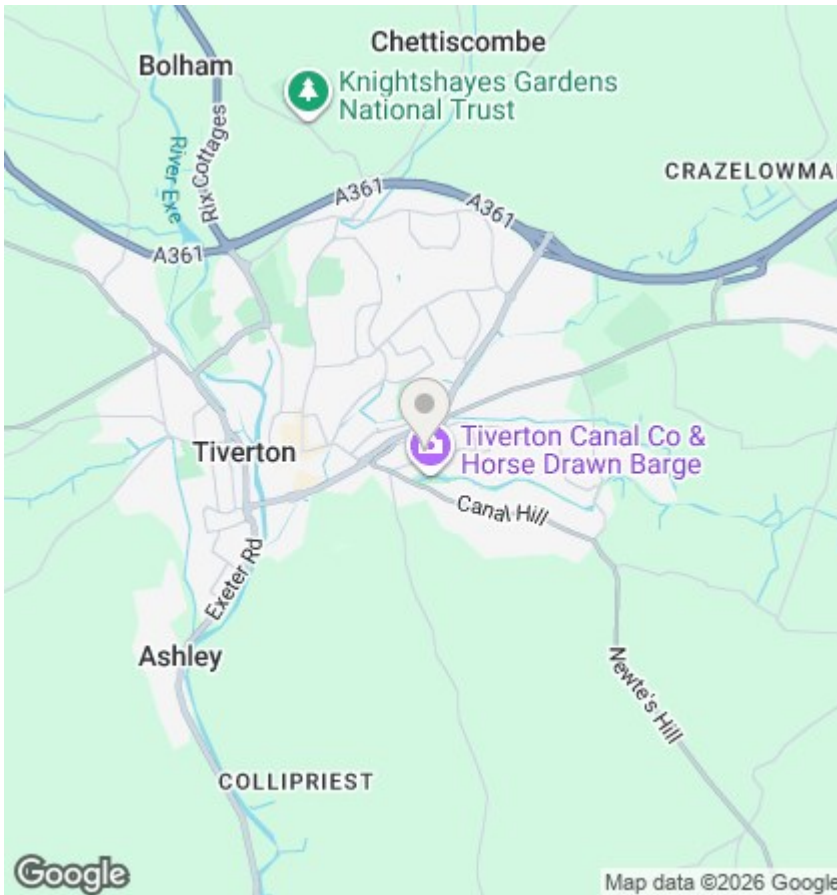 Chettiscombe
Bolham
Knightshayes Gardens
National Trust
River Exe
Rix Cottages
CRAZELOWMA
A361
A361
A361
Tiverton
Tiverton Canal Co &
Horse Drawn Barge
Canal Hill
Exeter Rd
Ashley
Newte's Hill
COLLIPRIEST
Google
Map data ©2026 Google